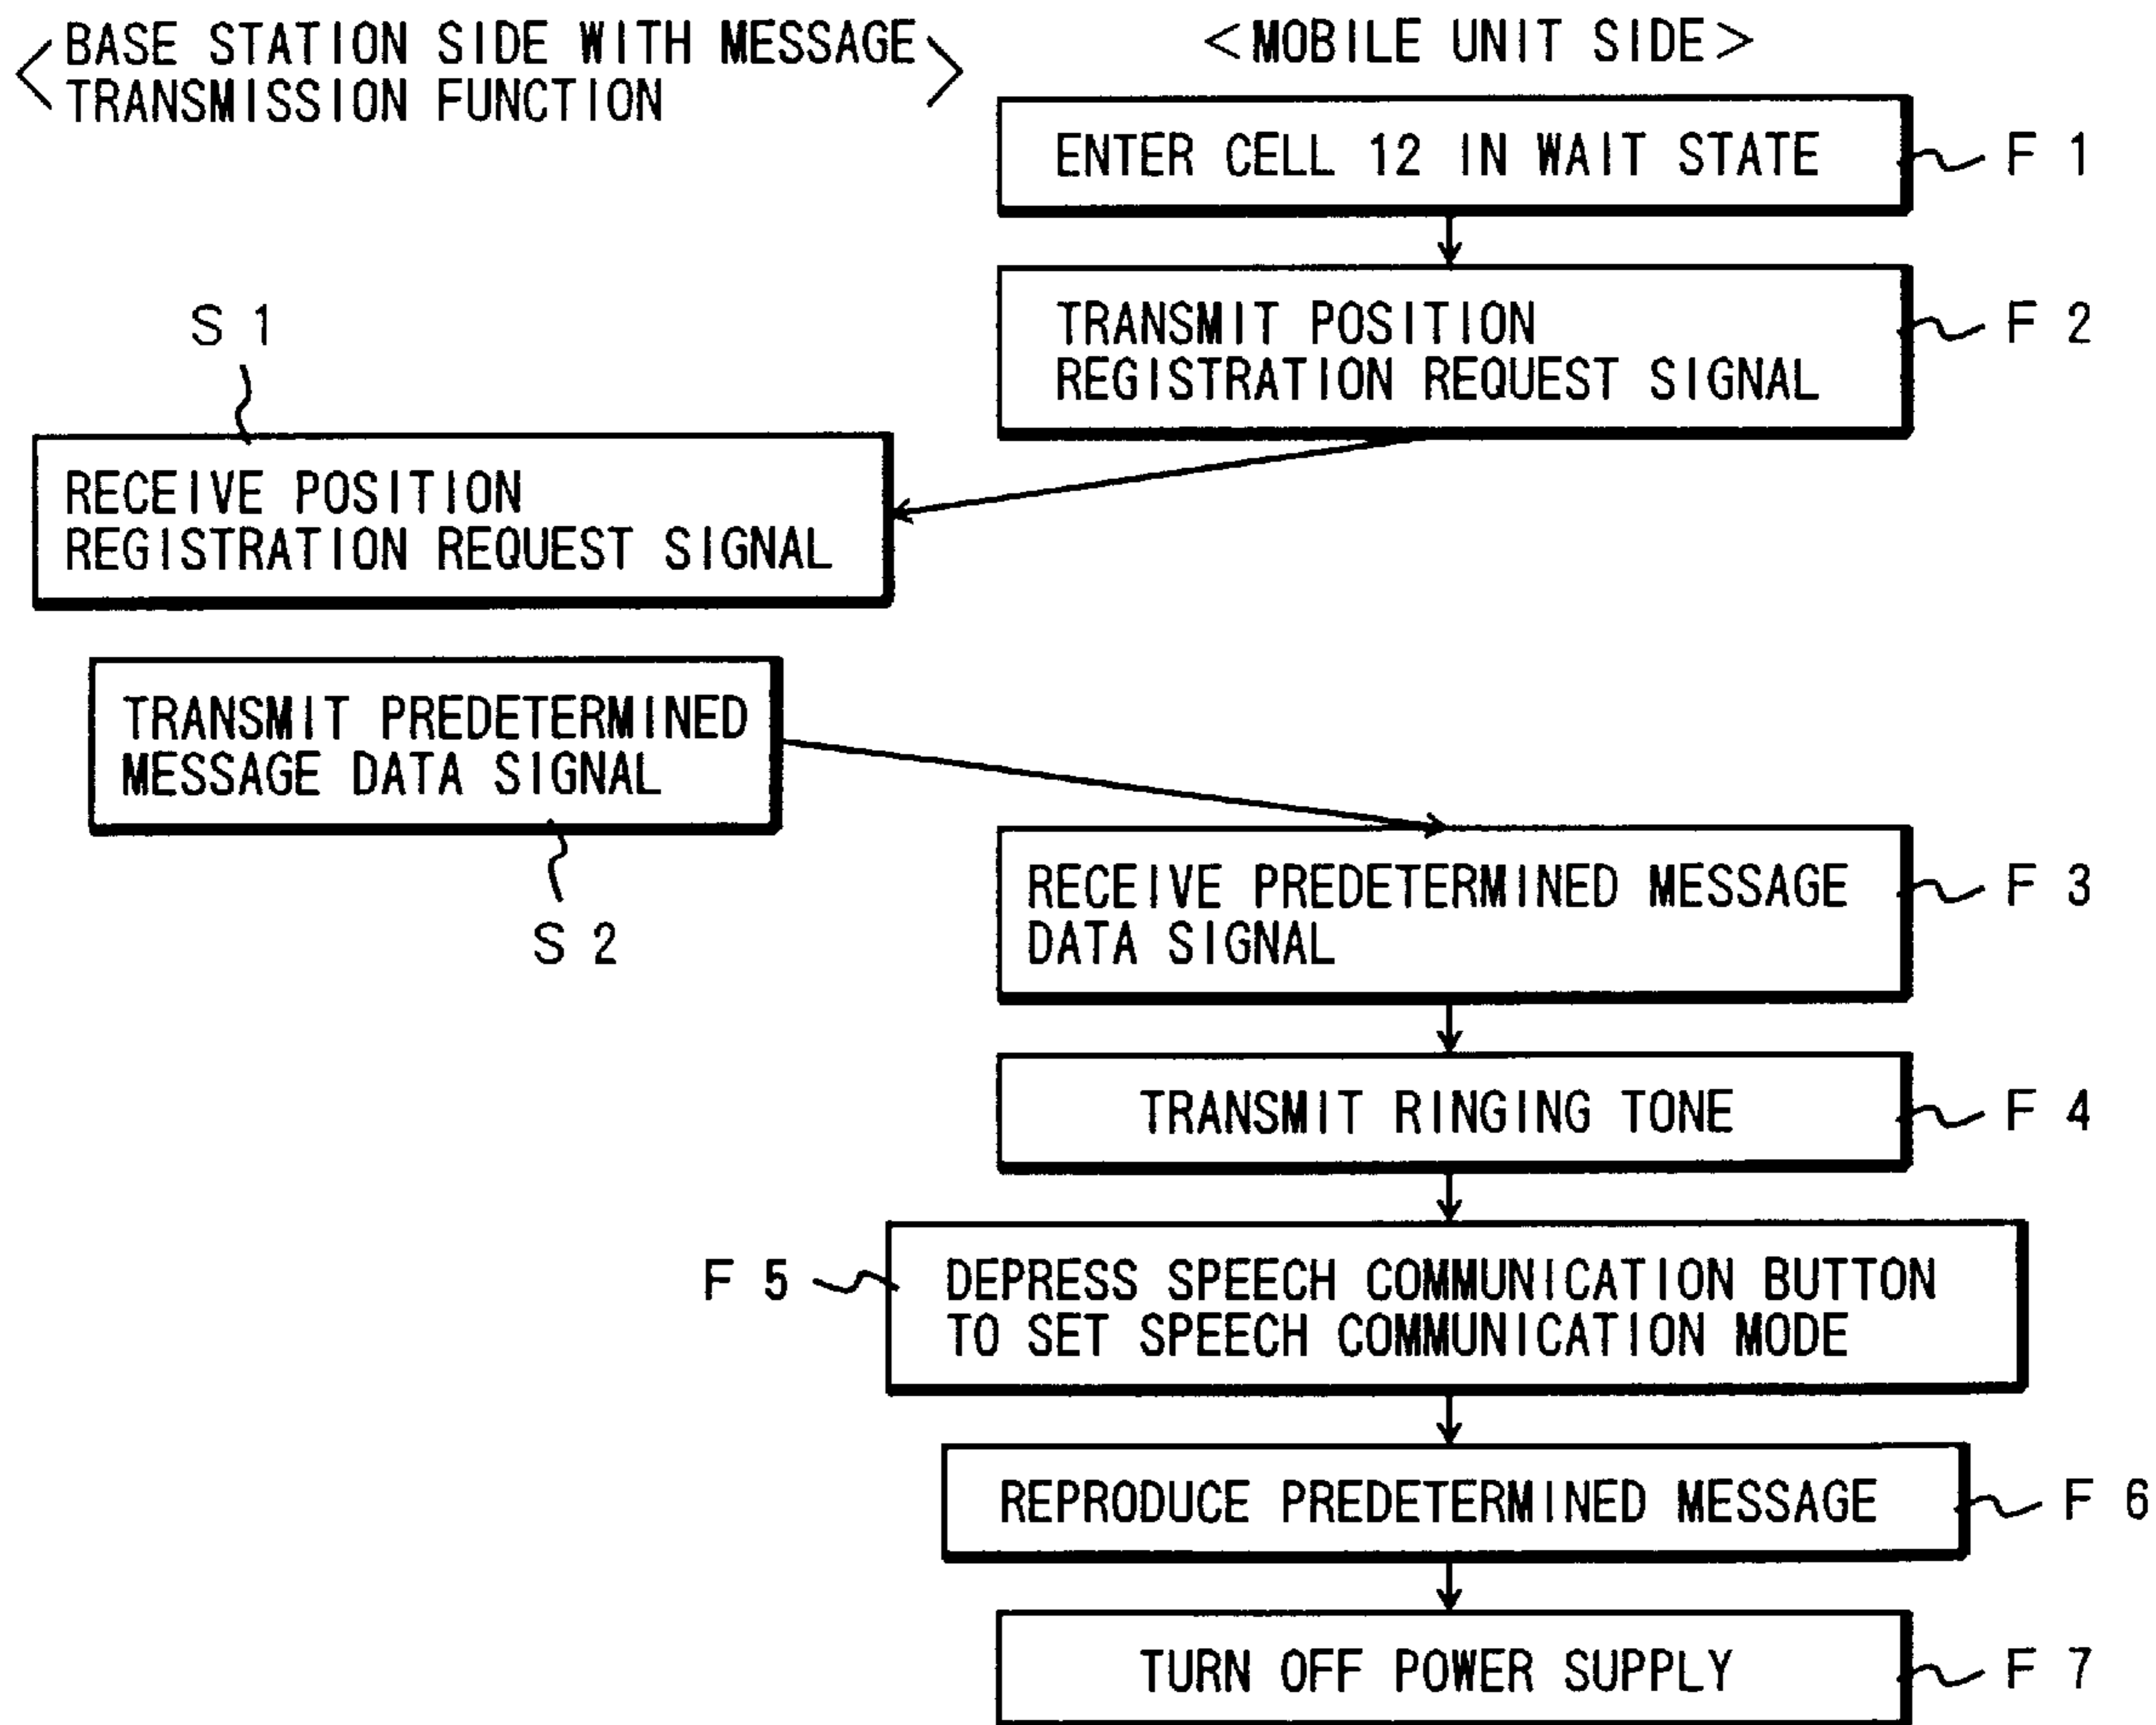 <BASE STATION SIDE WITH MESSAGE
TRANSMISSION FUNCTION>
<MOBILE UNIT SIDE>
ENTER CELL 12 IN WAIT STATE
F 1
TRANSMIT POSITION
REGISTRATION REQUEST SIGNAL
F 2
S 1
RECEIVE POSITION
REGISTRATION REQUEST SIGNAL
TRANSMIT PREDETERMINED
MESSAGE DATA SIGNAL
S 2
RECEIVE PREDETERMINED MESSAGE
DATA SIGNAL
F 3
TRANSMIT RINGING TONE
F 4
F 5
DEPRESS SPEECH COMMUNICATION BUTTON
TO SET SPEECH COMMUNICATION MODE
REPRODUCE PREDETERMINED MESSAGE
F 6
TURN OFF POWER SUPPLY
F 7